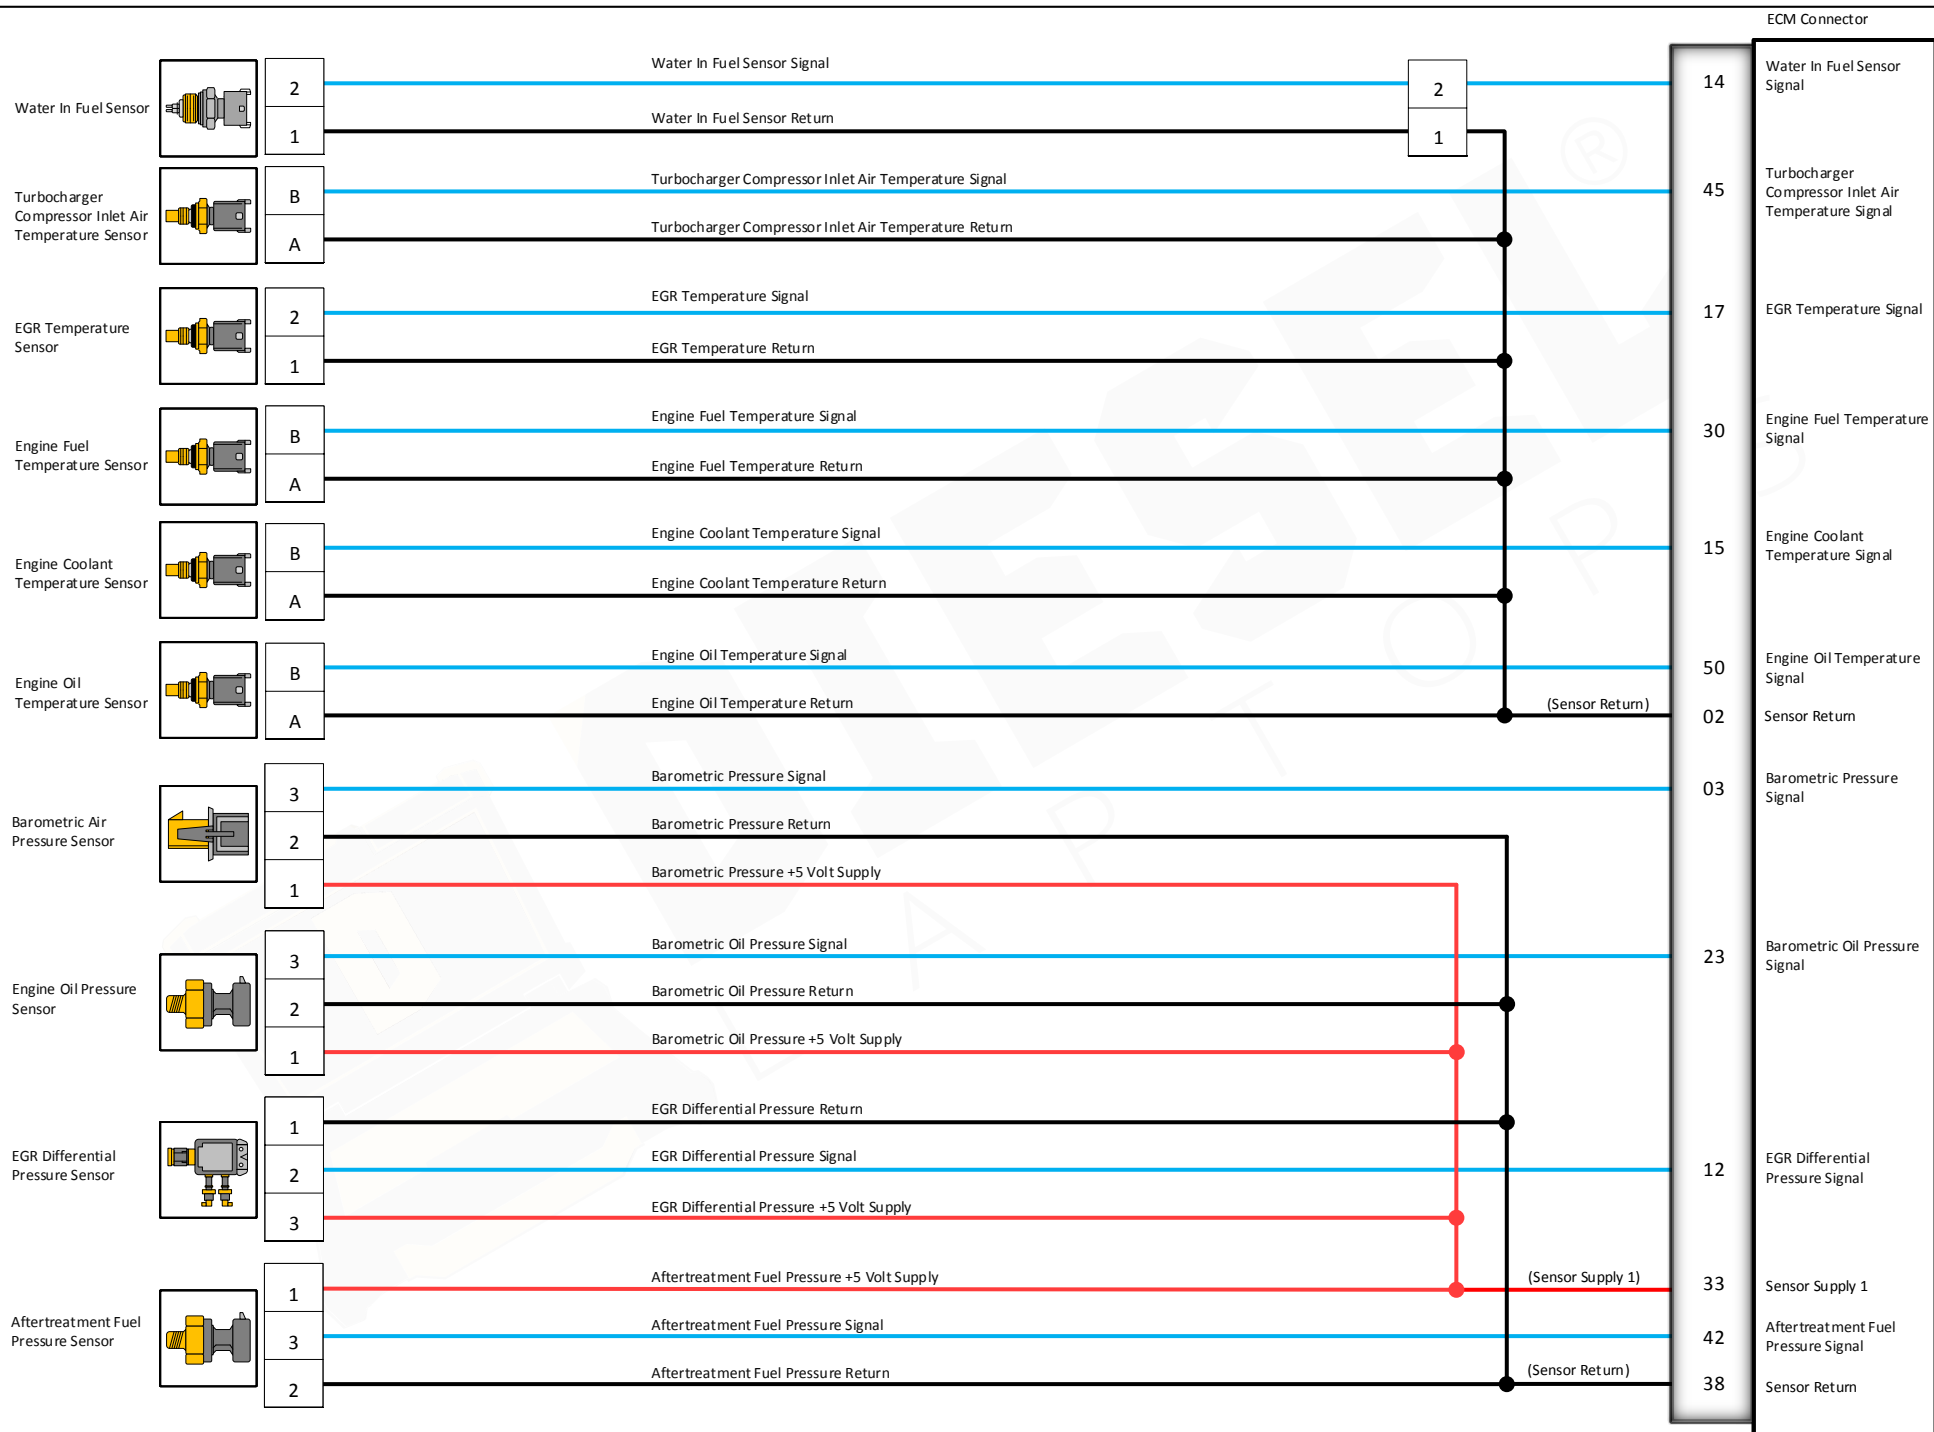 ECM Connector
Water In Fuel Sensor
2
1
Water In Fuel Sensor Signal
Water In Fuel Sensor Return
2
1
14
Water In Fuel Sensor
Signal
Turbocharger
Compressor Inlet Air
Temperature Sensor
B
A
Turbocharger Compressor Inlet Air Temperature Signal
Turbocharger Compressor Inlet Air Temperature Return
45
Turbocharger
Compressor Inlet Air
Temperature Signal
EGR Temperature
Sensor
2
1
EGR Temperature Signal
EGR Temperature Return
17
EGR Temperature Signal
Engine Fuel
Temperature Sensor
B
A
Engine Fuel Temperature Signal
Engine Fuel Temperature Return
30
Engine Fuel Temperature
Signal
Engine Coolant
Temperature Sensor
B
A
Engine Coolant Temperature Signal
Engine Coolant Temperature Return
15
Engine Coolant
Temperature Signal
Engine Oil
Temperature Sensor
B
A
Engine Oil Temperature Signal
Engine Oil Temperature Return
(Sensor Return)
50
Engine Oil Temperature
Signal
02
Sensor Return
Barometric Air
Pressure Sensor
3
2
1
Barometric Pressure Signal
Barometric Pressure Return
Barometric Pressure +5 Volt Supply
03
Barometric Pressure
Signal
Engine Oil Pressure
Sensor
3
2
1
Barometric Oil Pressure Signal
Barometric Oil Pressure Return
Barometric Oil Pressure +5 Volt Supply
23
Barometric Oil Pressure
Signal
EGR Differential
Pressure Sensor
1
2
3
EGR Differential Pressure Return
EGR Differential Pressure Signal
EGR Differential Pressure +5 Volt Supply
12
EGR Differential
Pressure Signal
Aftertreatment Fuel
Pressure Sensor
1
3
2
Aftertreatment Fuel Pressure +5 Volt Supply
Aftertreatment Fuel Pressure Signal
Aftertreatment Fuel Pressure Return
(Sensor Supply 1)
(Sensor Return)
33
Sensor Supply 1
42
Aftertreatment Fuel
Pressure Signal
38
Sensor Return
DIESEL®
LAPTOPS